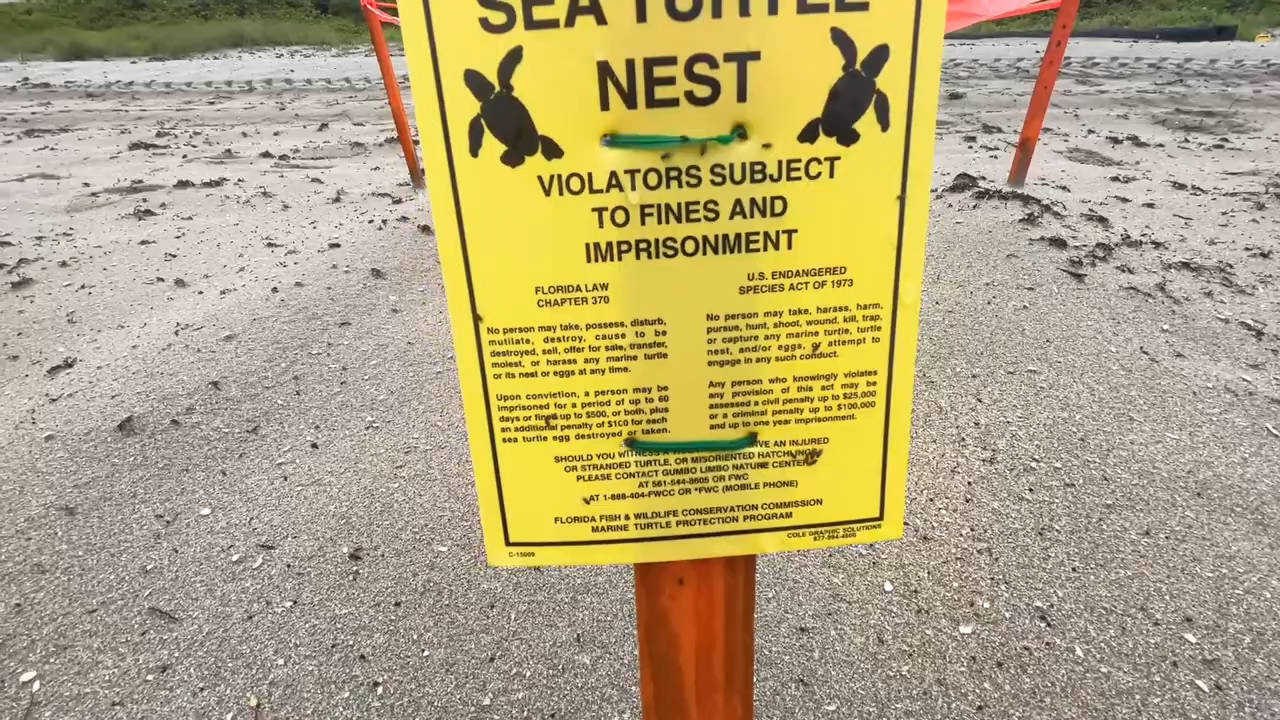 SEA TURTLE
NEST
VIOLATORS SUBJECT
TO FINES AND
IMPRISONMENT
FLORIDA LAW
CHAPTER 370
No person may take, possess, disturb,
mutilate, destroy, cause to be
destroyed, sell, offer for sale, transfer,
molest, or harass any marine turtle
or its nest or eggs at any time.
Upon conviction, a person may be
imprisoned for a period of up to 60
days or fined up to $500, or both, plus
an additional penalty of $100 for each
sea turtle egg destroyed or taken.
U.S. ENDANGERED
SPECIES ACT OF 1973
No person may take, harass, harm,
pursue, hunt, shoot, wound, kill, trap,
or capture any marine turtle, turtle
nest, and/or eggs, or attempt to
engage in any such conduct.
Any person who knowingly violates
any provision of this act may be
assessed a civil penalty up to $25,000
or a criminal penalty up to $100,000
and up to one year imprisonment.
SHOULD YOU WITNESS A AN INJURED
OR STRANDED TURTLE, OR MISORIENTED HATCHLINGS
PLEASE CONTACT GUMBO LIMBO NATURE CENTER
AT 561-544-8605 OR FWC
AT 1-888-404-FWCC OR *FWC (MOBILE PHONE)
FLORIDA FISH & WILDLIFE CONSERVATION COMMISSION
MARINE TURTLE PROTECTION PROGRAM
C-15009
COLE GRAPHIC SOLUTIONS
877-994-4600